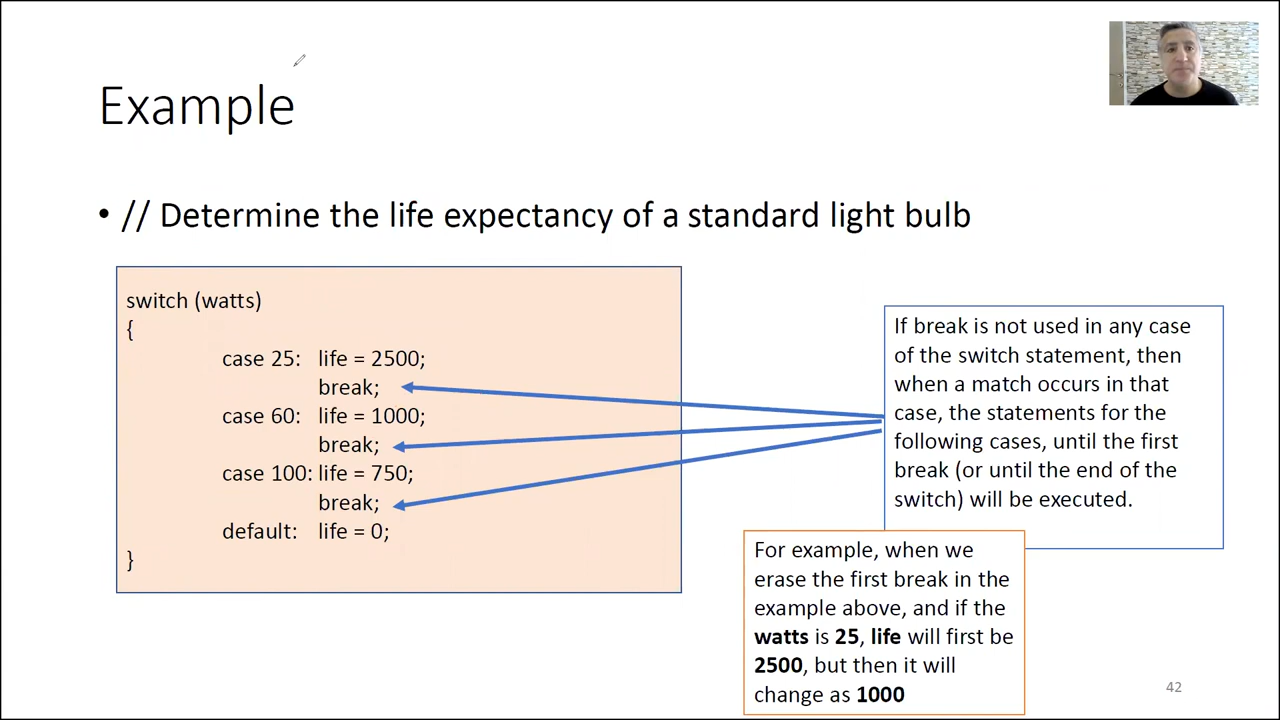 Example
• // Determine the life expectancy of a standard light bulb
switch (watts)
{
case 25: life = 2500;
break;
case 60: life = 1000;
break;
case 100: life = 750;
break;
default: life = 0;
}
If break is not used in any case
of the switch statement, then
when a match occurs in that
case, the statements for the
following cases, until the first
break (or until the end of the
switch) will be executed.
For example, when we
erase the first break in the
example above, and if the
watts is 25, life will first be
2500, but then it will
change as 1000
42